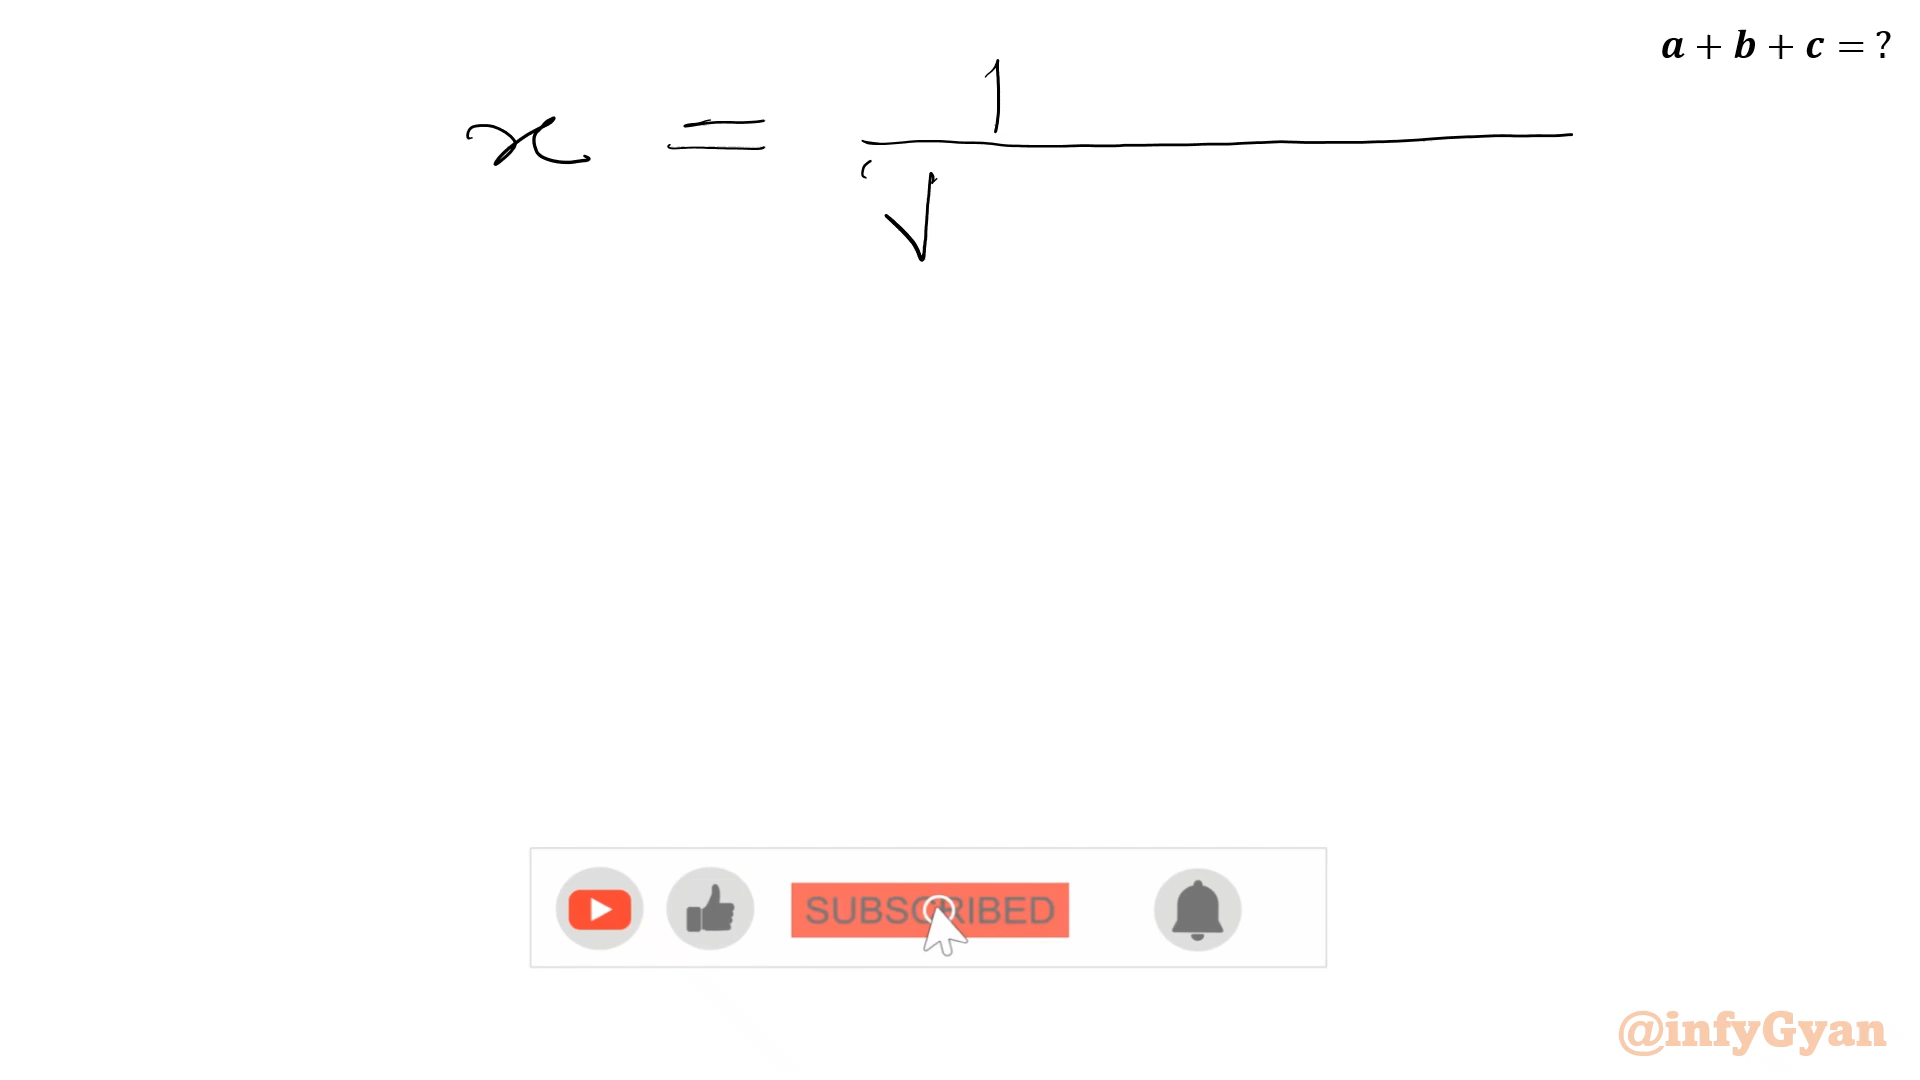 a + b + c = ?
x = 1
√
SUBSCRIBED
@infyGyan